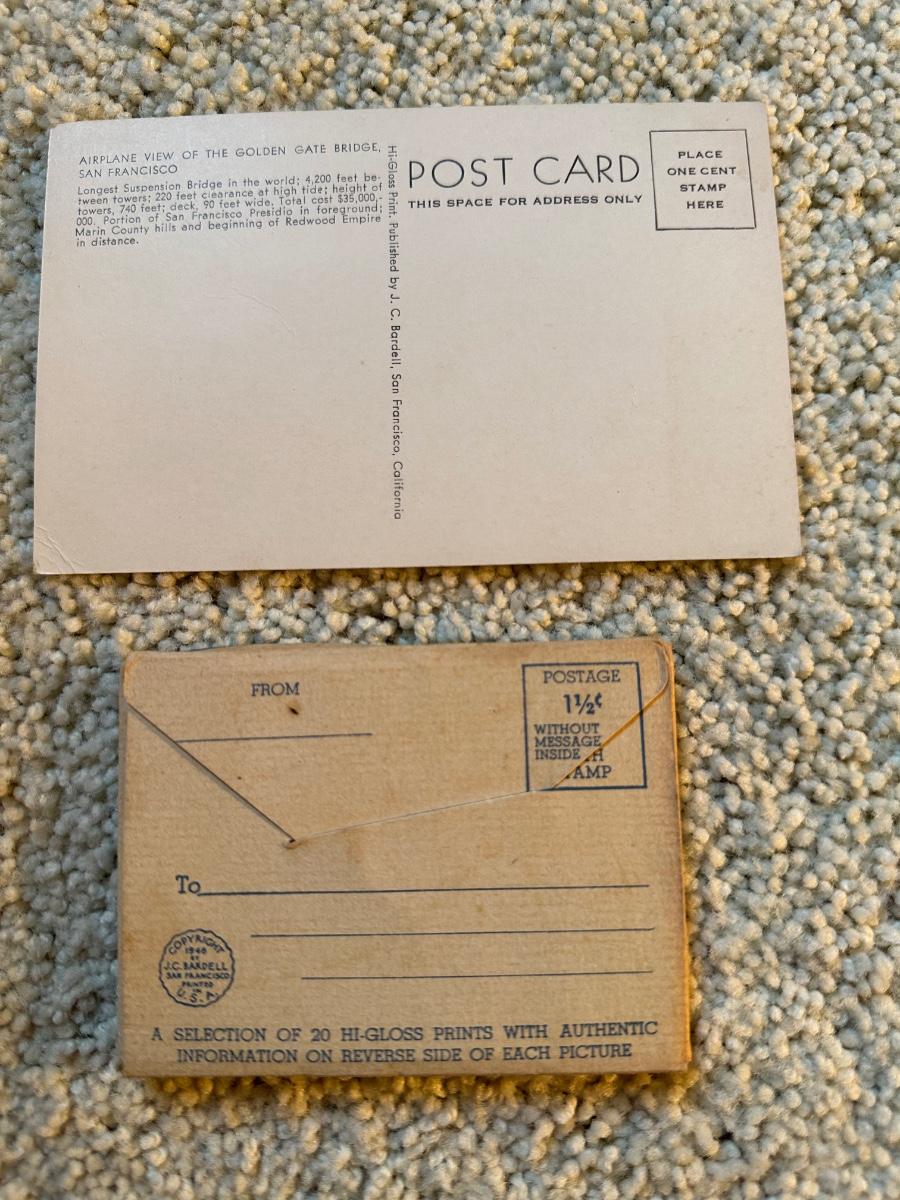 AIRPLANE VIEW OF THE GOLDEN GATE BRIDGE,
SAN FRANCISCO
Longest Suspension Bridge in the world; 4,200 feet be-
tween towers; 220 feet clearance at high tide; height of
towers, 740 feet; deck, 90 feet wide. Total cost $35,000,-
000. Portion of San Francisco Presidio in foreground;
Marin County hills and beginning of Redwood Empire
in distance.
Hi-Gloss Print. Published by J. C. Bardell, San Francisco, California
POST CARD
THIS SPACE FOR ADDRESS ONLY
PLACE
ONE CENT
STAMP
HERE
FROM
POSTAGE
1½¢
WITHOUT
MESSAGE
INSIDE
To
COPYRIGHT
BY
J.C. BARDELL
SAN FRANCISCO
PRINTED
IN
U.S.A.
A SELECTION OF 20 HI-GLOSS PRINTS WITH AUTHENTIC
INFORMATION ON REVERSE SIDE OF EACH PICTURE